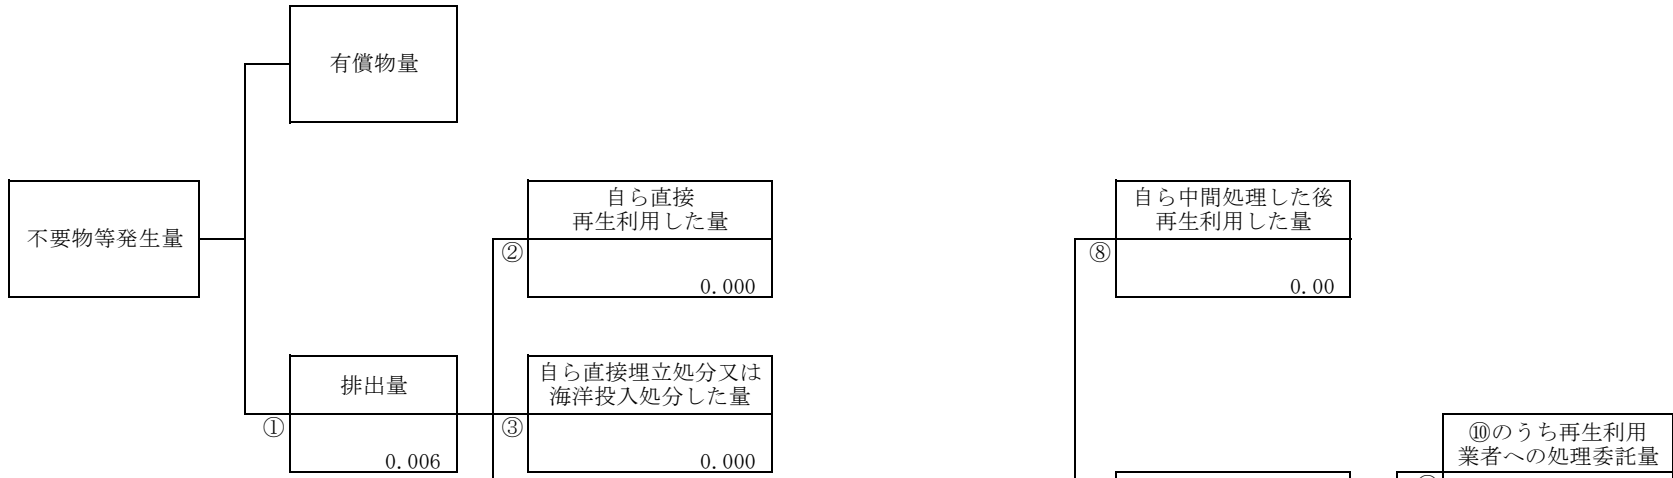 有償物量
不要物等発生量
自ら直接
再生利用した量
②
0.000
自ら中間処理した後
再生利用した量
⑧
0.00
排出量
①
0.006
自ら直接埋立処分又は
海洋投入処分した量
③
0.000
⑩のうち再生利用
業者への処理委託量